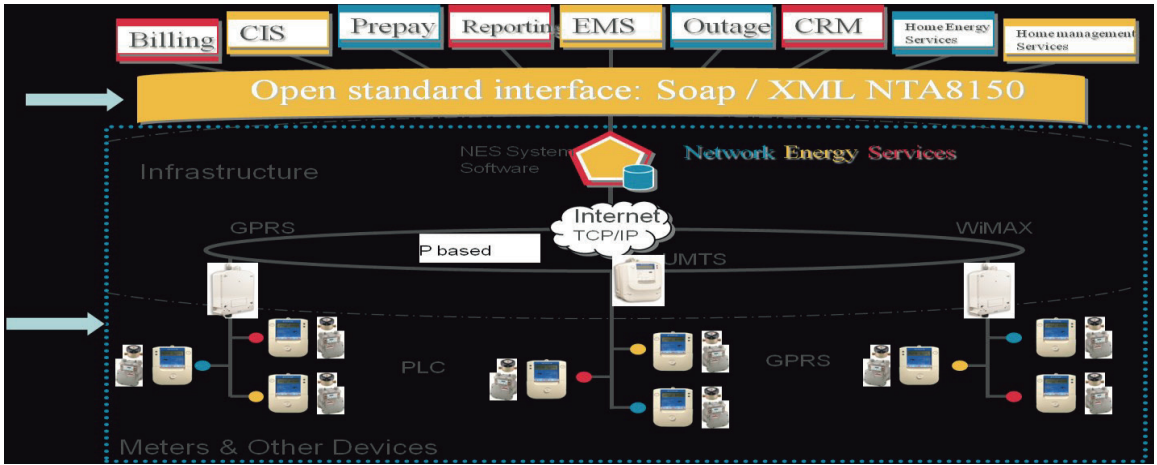 Billing
CIS
Prepay
Reporting
EMS
Outage
CRM
Home Energy
Services
Home management
Services
Open standard interface: Soap / XML NTA8150
NES System
Software
Network Energy Services
Infrastructure
Internet
TCP/IP
GPRS
WiMAX
P based
UMTS
PLC
GPRS
Meters & Other Devices